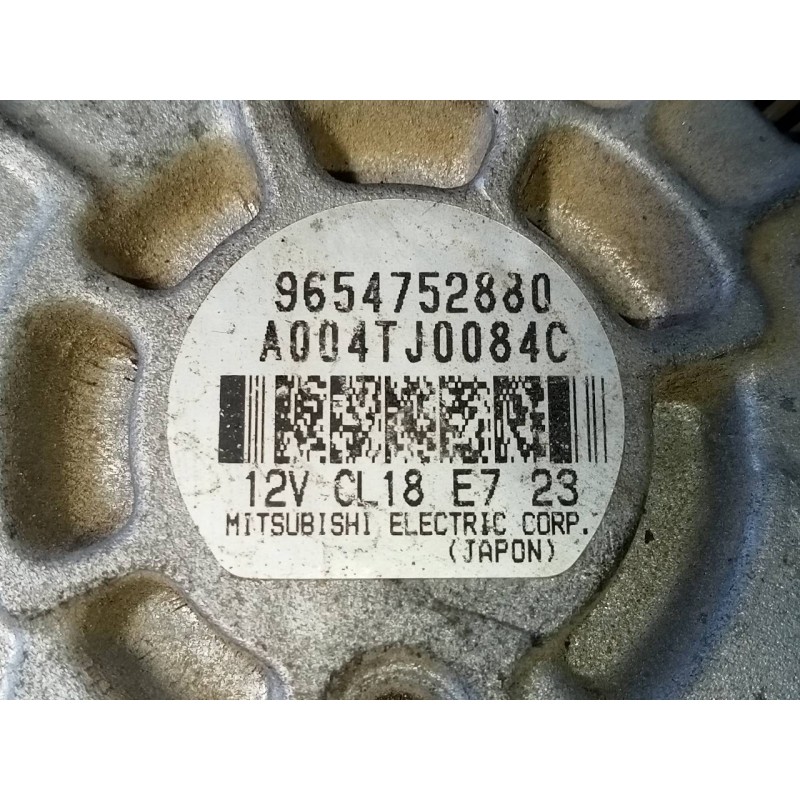 9654752880
A004TJ0084C
12V CL18 E7 23
MITSUBISHI ELECTRIC CORP.
(JAPON)